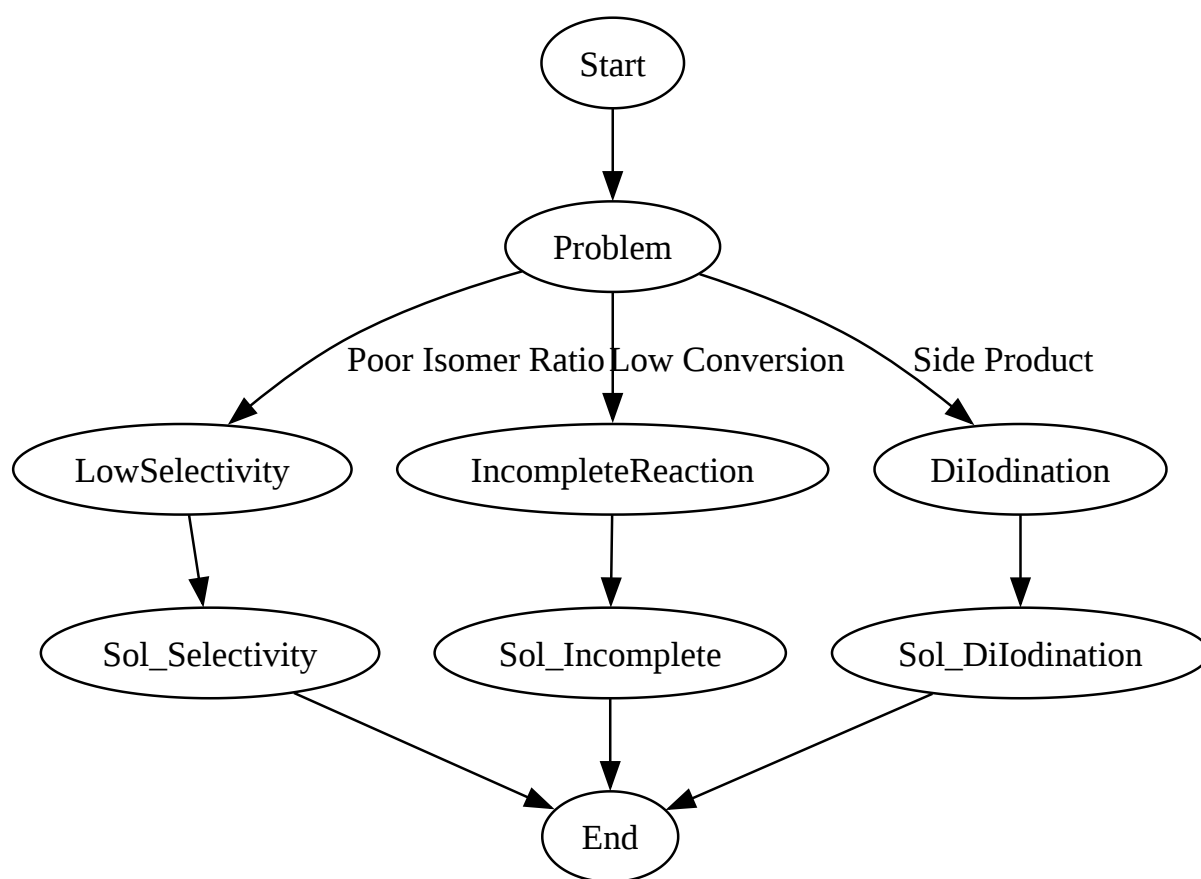 Start
Problem
Poor Isomer Ratio
Low Conversion
Side Product
LowSelectivity
IncompleteReaction
DiIodination
Sol_Selectivity
Sol_Incomplete
Sol_DiIodination
End